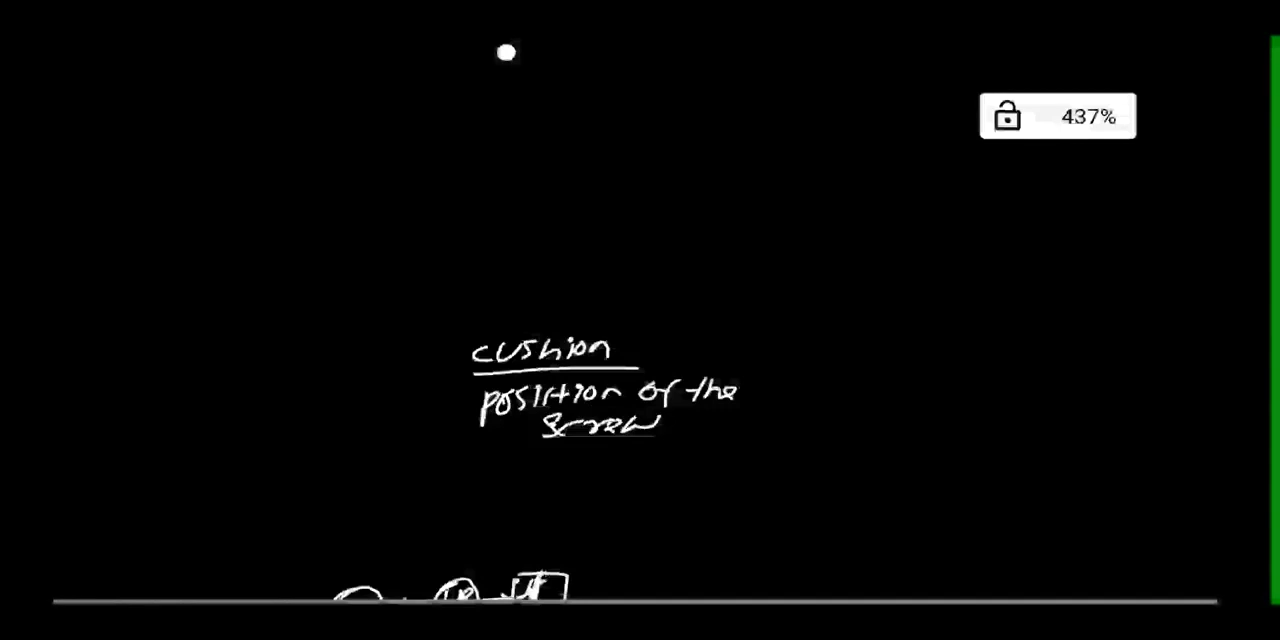 437%
cushion
position of the
screw